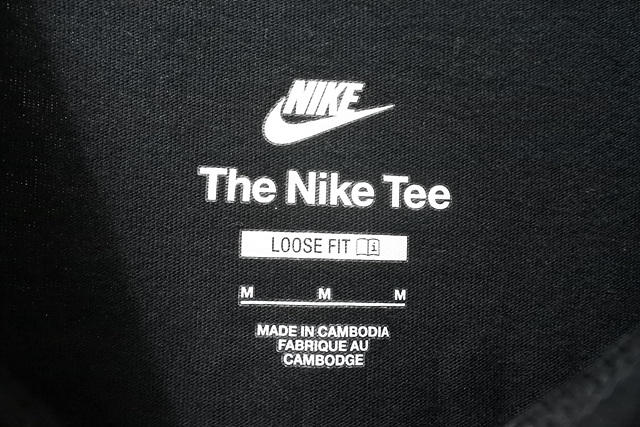 NIKE
The Nike Tee
LOOSE FIT
M M M
MADE IN CAMBODIA
FABRIQUE AU
CAMBODGE